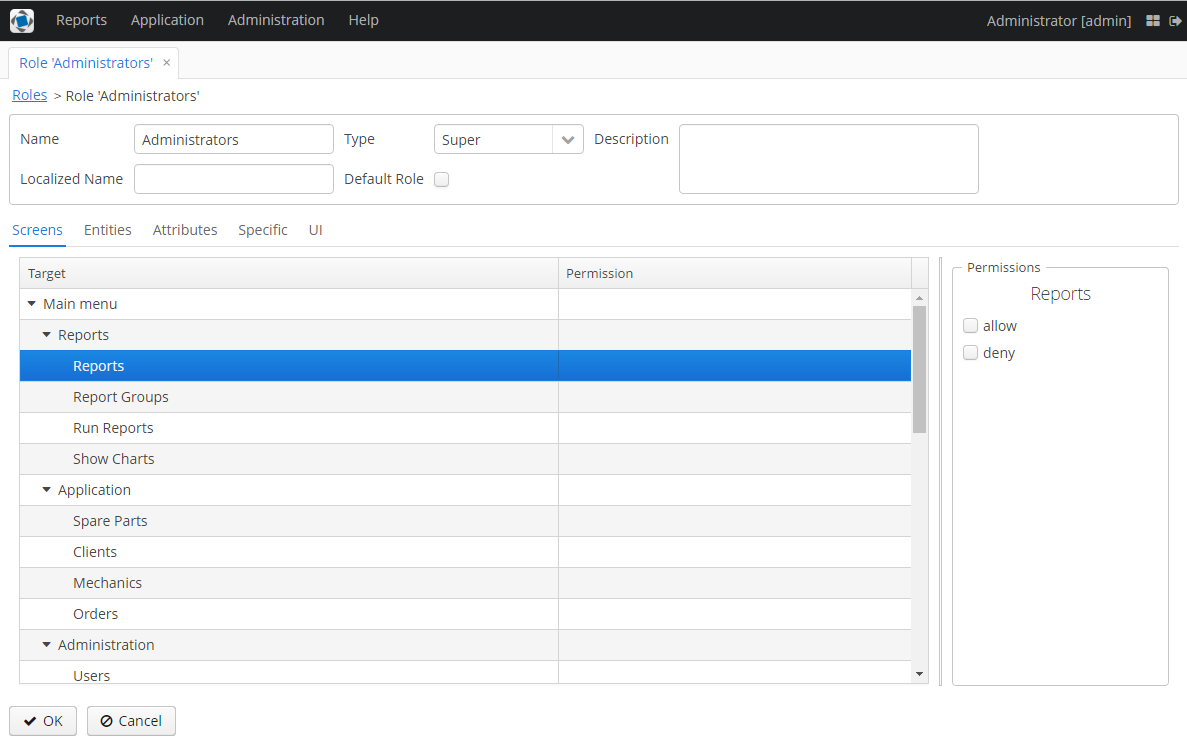 Reports Application Administration Help Administrator [admin]
Role 'Administrators' ×
Roles > Role 'Administrators'
Name Administrators Type Super Description
Localized Name Default Role
Screens Entities Attributes Specific UI
Target Permission
Main menu
Reports
Reports
Report Groups
Run Reports
Show Charts
Application
Spare Parts
Clients
Mechanics
Orders
Administration
Users
Permissions
Reports
allow
deny
OK Cancel